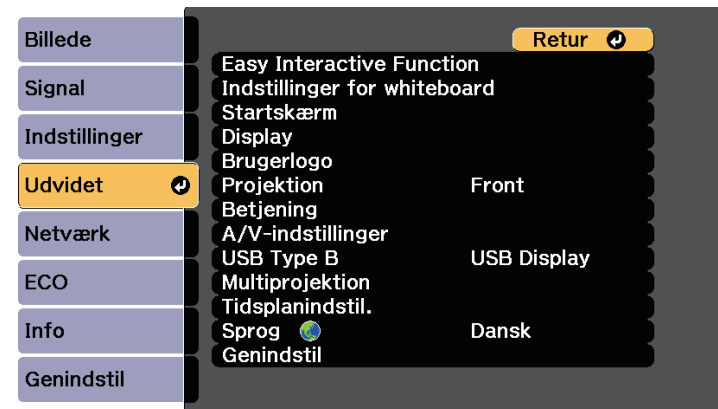 Billede
Signal
Indstillinger
Udvidet
Netværk
ECO
Info
Genindstil
Retur
Easy Interactive Function
Indstillinger for whiteboard
Startskærm
Display
Brugerlogo
Projektion Front
Betjening
A/V-indstillinger
USB Type B USB Display
Multiprojektion
Tidsplanindstil.
Sprog Dansk
Genindstil